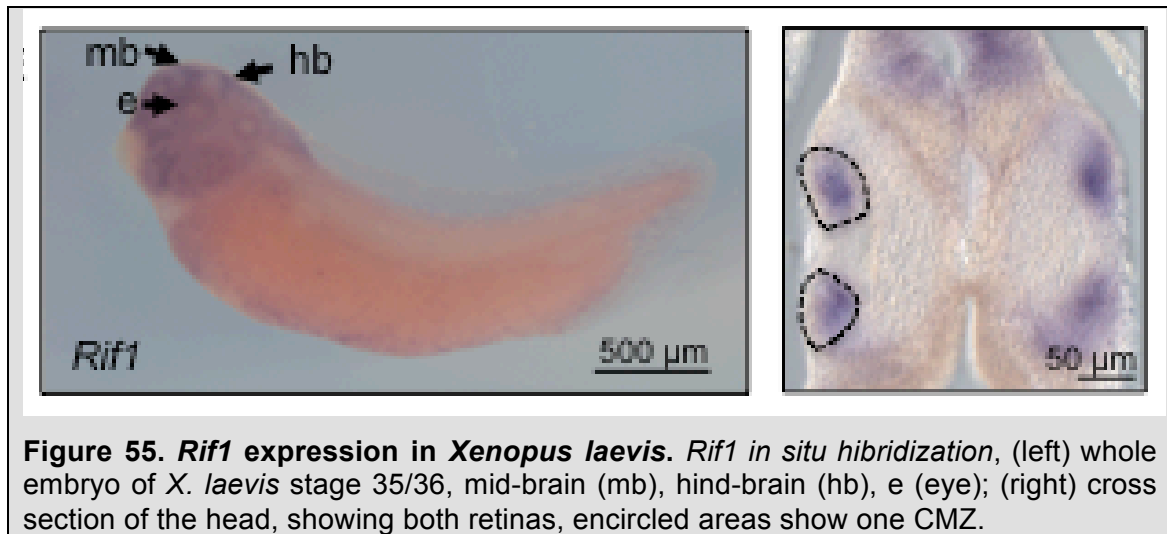 mb
hb
e
Rif1
500 µm
50 µm
Figure 55. Rif1 expression in Xenopus laevis. Rif1 in situ hibridization, (left) whole
embryo of X. laevis stage 35/36, mid-brain (mb), hind-brain (hb), e (eye); (right) cross
section of the head, showing both retinas, encircled areas show one CMZ.